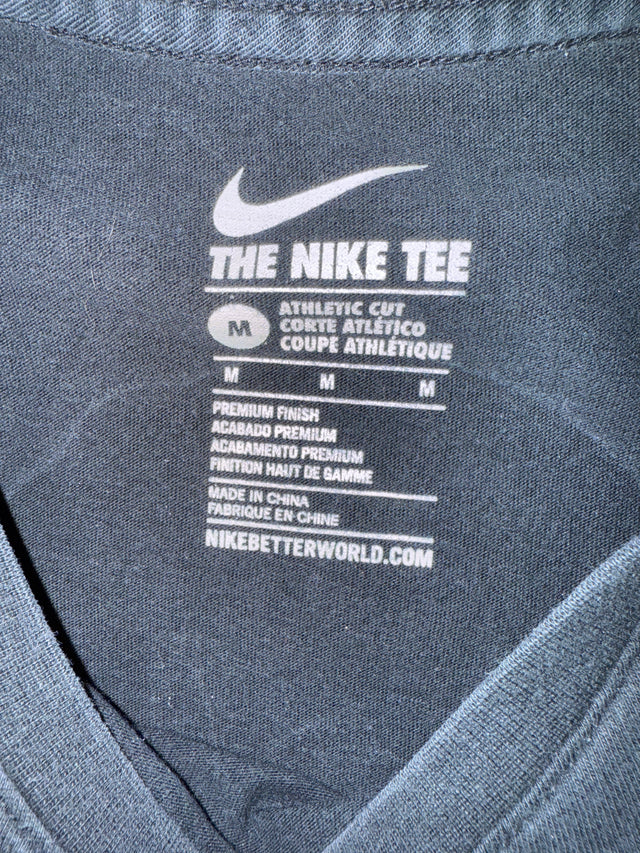 THE NIKE TEE
M
ATHLETIC CUT
CORTE ATLÉTICO
COUPE ATHLÉTIQUE
M M M
PREMIUM FINISH
ACABADO PREMIUM
ACABAMENTO PREMIUM
FINITION HAUT DE GAMME
MADE IN CHINA
FABRIQUE EN CHINE
NIKEBETTERWORLD.COM